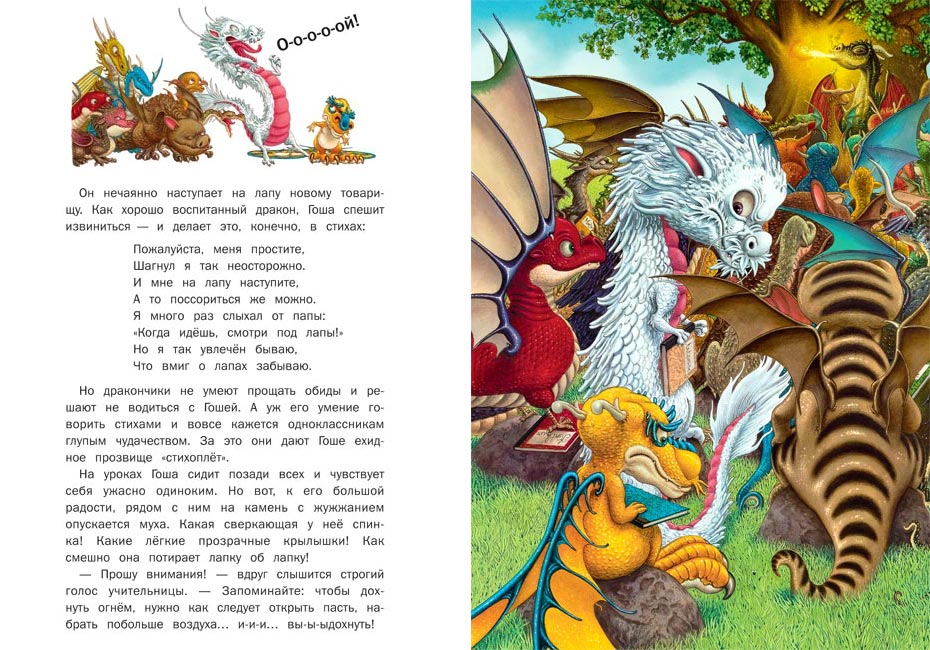 О-о-о-о-ой!
Он нечаянно наступает на лапу новому товари-
щу. Как хорошо воспитанный дракон, Гоша спешит
извиниться — и делает это, конечно, в стихах:
Пожалуйста, меня простите,
Шагнул я так неосторожно.
И мне на лапу наступите,
А то поссориться же можно.
Я много раз слыхал от папы:
«Когда идёшь, смотри под лапы!»
Но я так увлечён бываю,
Что вмиг о лапах забываю.
Но дракончики не умеют прощать обиды и ре-
шают не водиться с Гошей. А уж его умение го-
ворить стихами и вовсе кажется одноклассникам
глупым чудачеством. За это они дают Гоше ехид-
ное прозвище «стихоплёт».
На уроках Гоша сидит позади всех и чувствует
себя ужасно одиноким. Но вот, к его большой
радости, рядом с ним на камень с жужжанием
опускается муха. Какая сверкающая у неё спин-
ка! Какие лёгкие прозрачные крылышки! Как
смешно она потирает лапку об лапку!
— Прошу внимания! — вдруг слышится строгий
голос учительницы. — Запоминайте: чтобы дох-
нуть огнём, нужно как следует открыть пасть, на-
брать побольше воздуха... и-и-и... вы-ы-ыдохнуть!